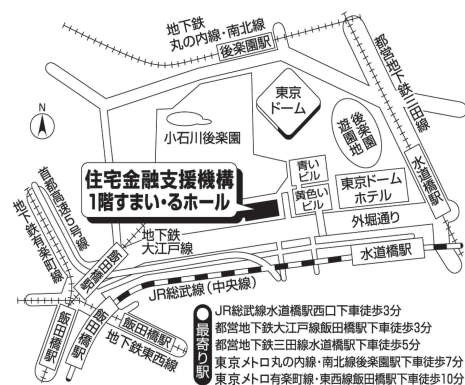 地下鉄
丸の内線・南北線
後楽園駅
都営地下鉄三田線
N
東京
ドーム
小石川後楽園
後楽園
遊園地
青い
ビル
黄色い
ビル
東京ドーム
ホテル
水道橋駅
住宅金融支援機構
1階すまい・るホール
外堀通り
首都高速5号線
地下鉄有楽町線
地下鉄
大江戸線
飯田橋駅
水道橋駅
JR総武線(中央線)
飯田橋駅
飯田橋駅
飯田橋駅
地下鉄東西線
最寄り駅
JR総武線水道橋駅西口下車徒歩3分
都営地下鉄大江戸線飯田橋駅下車徒歩3分
都営地下鉄三田線水道橋駅下車徒歩5分
東京メトロ丸の内線・南北線後楽園駅下車徒歩7分
東京メトロ有楽町線・東西線飯田橋駅下車徒歩10分